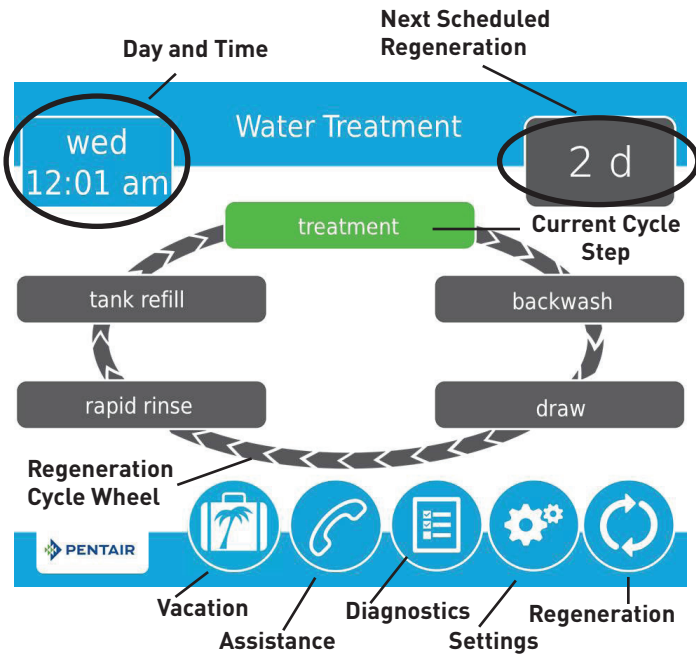 Day and Time
Next Scheduled
Regeneration
wed
12:01 am
Water Treatment
2 d
treatment
Current Cycle
Step
tank refill
backwash
rapid rinse
draw
Regeneration
Cycle Wheel
PENTAIR
Vacation
Assistance
Diagnostics
Settings
Regeneration